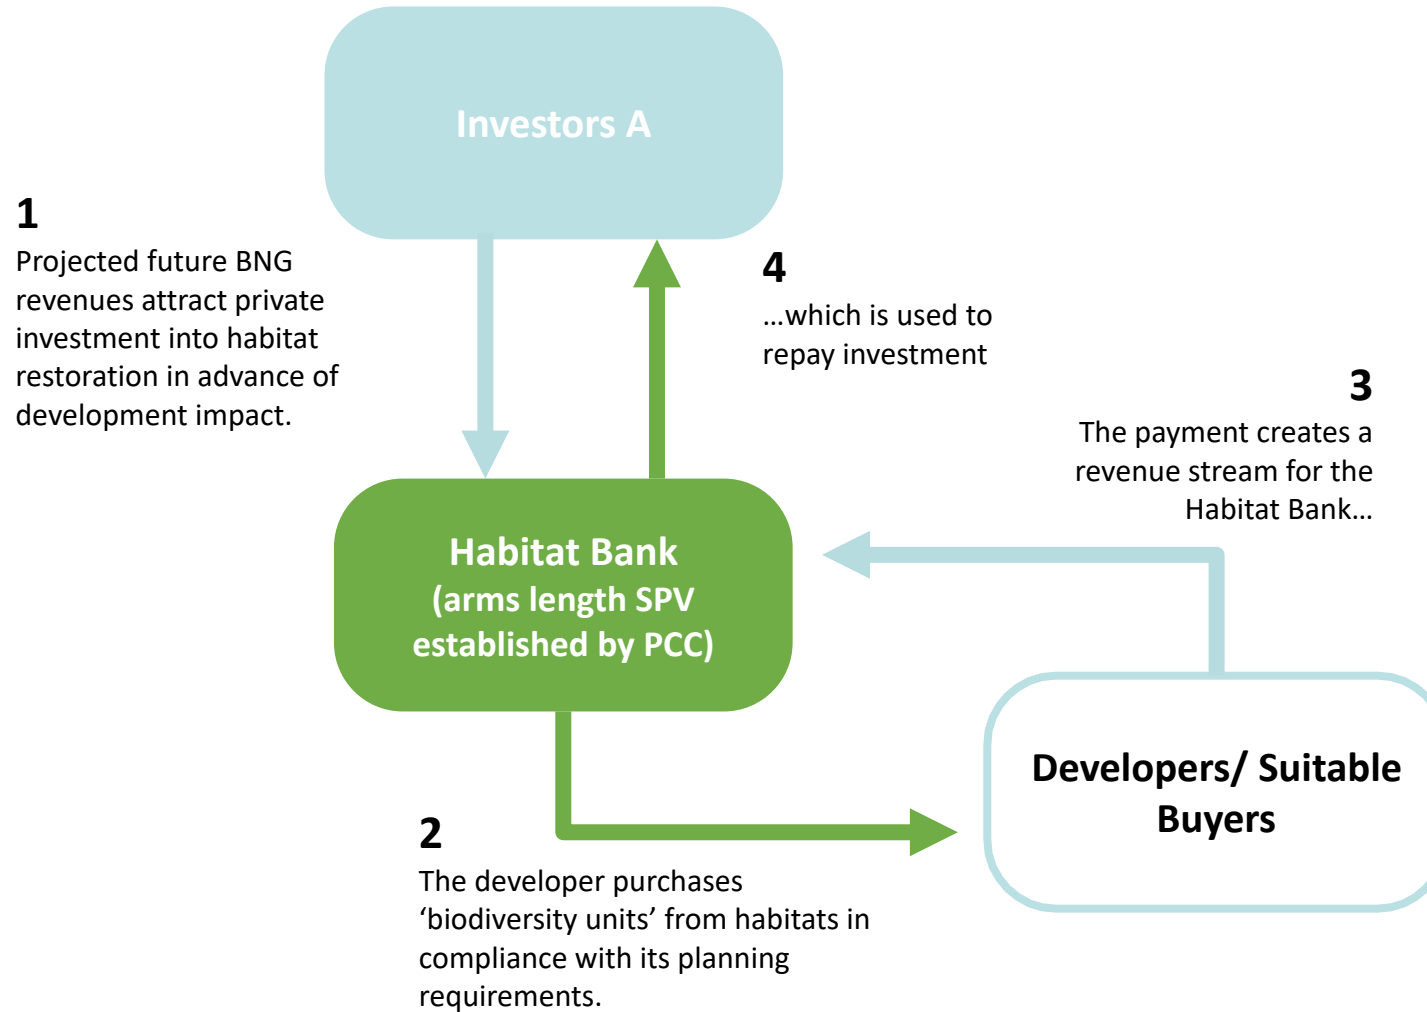 Investors A
1
Projected future BNG
revenues attract private
investment into habitat
restoration in advance of
development impact.
4
…which is used to
repay investment
3
The payment creates a
revenue stream for the
Habitat Bank…
Habitat Bank
(arms length SPV
established by PCC)
Developers/ Suitable
Buyers
2
The developer purchases
‘biodiversity units’ from habitats in
compliance with its planning
requirements.